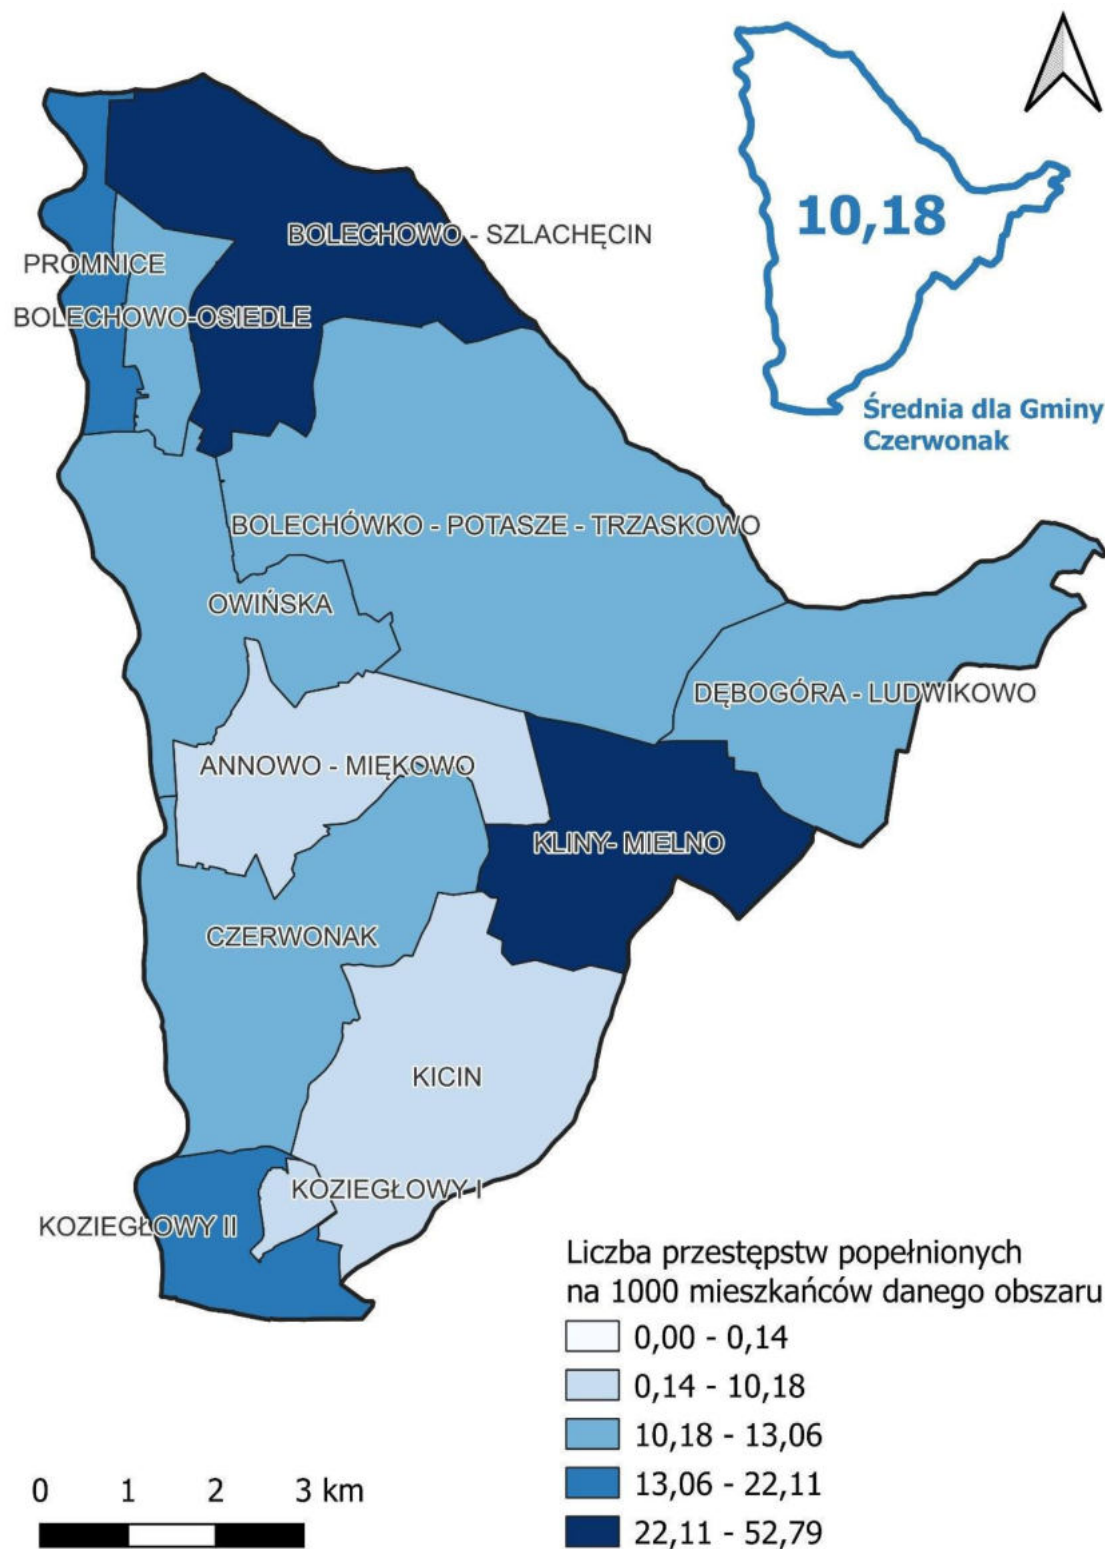 10,18
Średnia dla Gminy
Czerwonak
BOLECHOWO - SZLACHĘCIN
PROMNICE
BOLECHOWO-OSIEDLE
BOLECHÓWKO - POTASZE - TRZASKOWO
OWIŃSKA
DĘBOGÓRA - LUDWIKOWO
ANNOWO - MIĘKOWO
KLINY- MIELNO
CZERWONAK
KICIN
KOZIEGŁOWY I
KOZIEGŁOWY II
Liczba przestępstw popełnionych
na 1000 mieszkańców danego obszaru
0,00 - 0,14
0,14 - 10,18
10,18 - 13,06
13,06 - 22,11
22,11 - 52,79
0 1 2 3 km